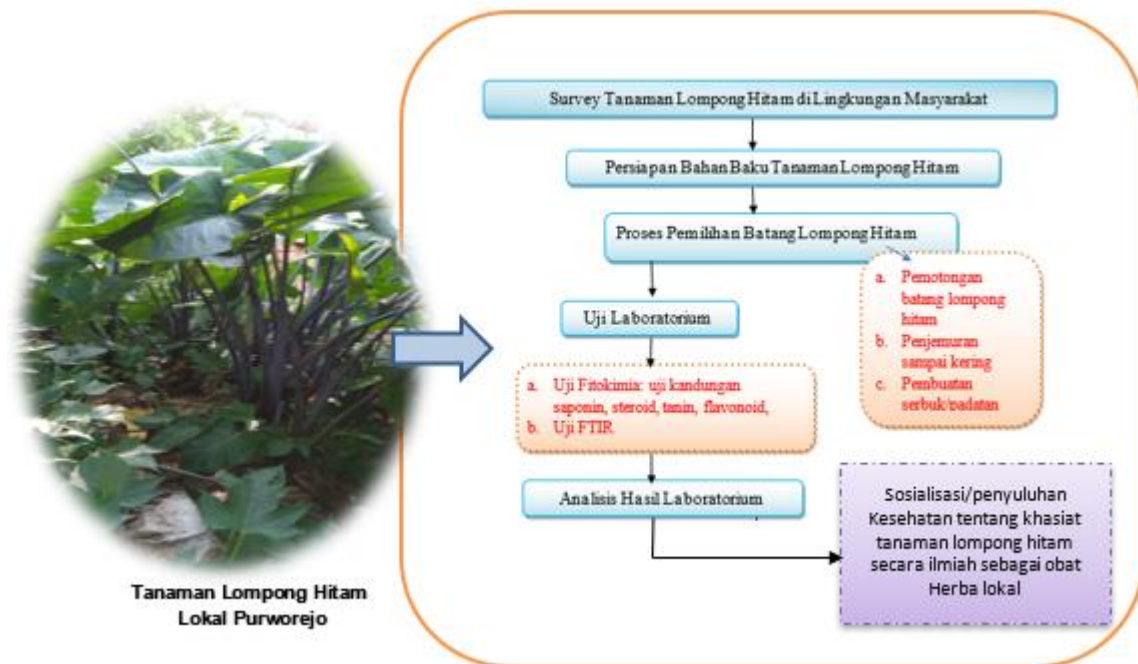 Survey Tanaman Lompong Hitam di Lingkungan Masyarakat
Persiapan Bahan Baku Tanaman Lompong Hitam
Proses Pemilihan Batang Lompong Hitam
a. Pemotongan
batang lompong
hitam
b. Penjemuran
sampai kering
c. Pembuatan
serbuk/padatan
Uji Laboratorium
a. Uji Fitokimia: uji kandungan
saponin, steroid, tanin, flavonoid,
b. Uji FTIR
Analisis Hasil Laboratorium
Sosialisasi/penyuluhan
Kesehatan tentang khasiat
tanaman lompong hitam
secara ilmiah sebagai obat
Herba lokal
Tanaman Lompong Hitam
Lokal Purworejo